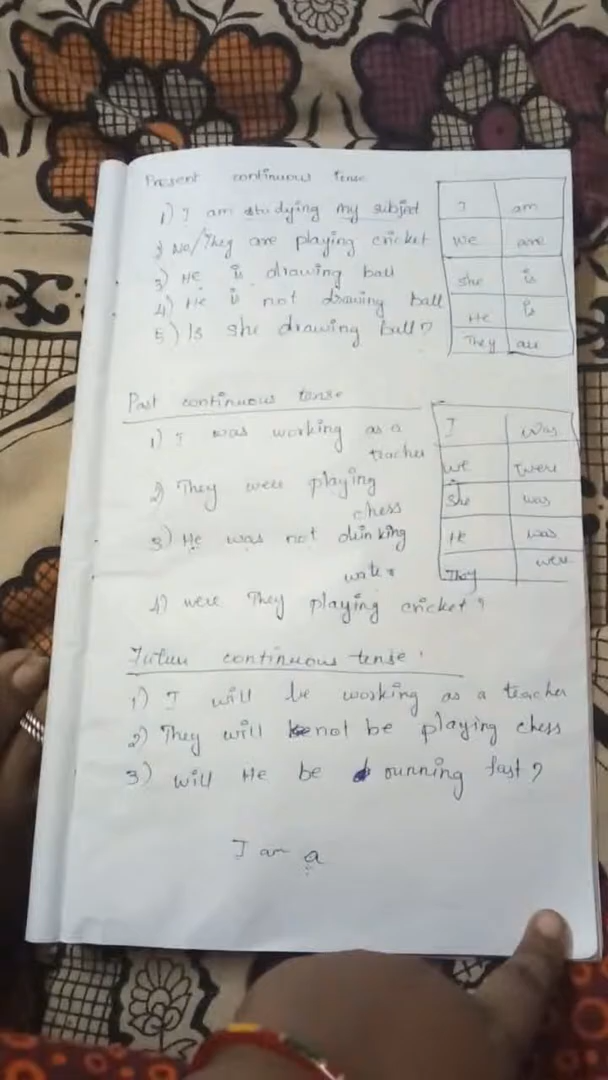 Present continuous tense
1) I am studying my subject
2) We/They are playing cricket
3) He is drawing ball
4) He is not drawing ball
5) Is she drawing ball?
I am
we are
she is
He is
They are
Past continuous tense
1) I was working as a
teacher
2) They were playing
chess
3) He was not drinking
water
4) were They playing cricket?
I was
we were
She was
He was
They were
Future continuous tense
1) I will be working as a teacher
2) They will not be playing chess
3) will He be running fast?
I am a